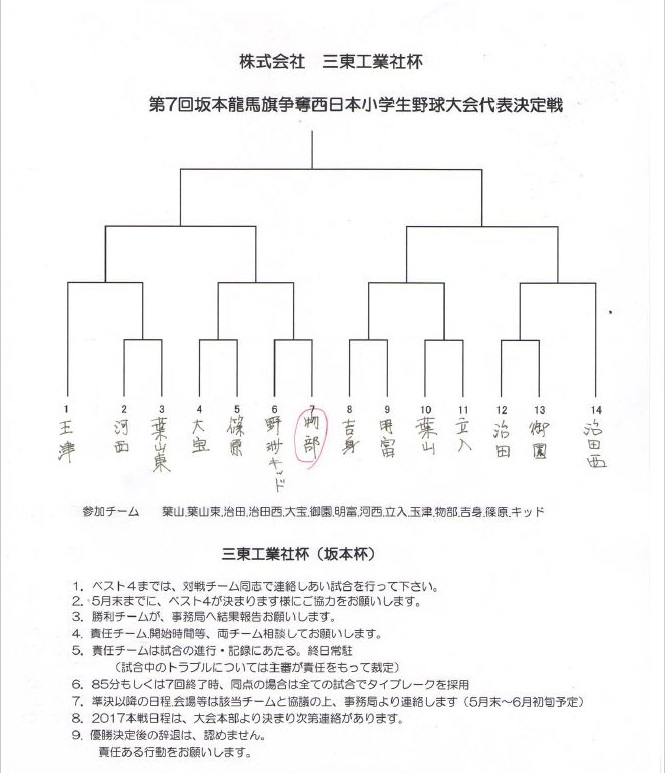 株式会社 三東工業社杯
第7回坂本龍馬旗争奪西日本小学生野球大会代表決定戦
1 2 3 4 5 6 7 8 9 10 11 12 13 14
玉津 河西 葉山東 大宝 篠原 野洲キッド 物部 吉身 明富 葉山 立入 治田 御園 治田西
参加チーム 葉山,葉山東,治田,治田西,大宝,御園,明富,河西,立入,玉津,物部,吉身,篠原,キッド
三東工業社杯（坂本杯）
1．ベスト4までは、対戦チーム同志で連絡しあい試合を行って下さい。
2．5月末までに、ベスト4が決まります様にご協力をお願いします。
3．勝利チームが、事務局へ結果報告お願いします。
4．責任チーム,開始時間等、両チーム相談してお願いします。
5．責任チームは試合の進行・記録にあたる。終日常駐
（試合中のトラブルについては主審が責任をもって裁定）
6．85分もしくは7回終了時、同点の場合は全ての試合でタイブレークを採用
7．準決以降の日程,会場等は該当チームと協議の上、事務局より連絡します（5月末～6月初旬予定）
8．2017本戦日程は、大会本部より決まり次第連絡があります。
9．優勝決定後の辞退は、認めません。
責任ある行動をお願いします。